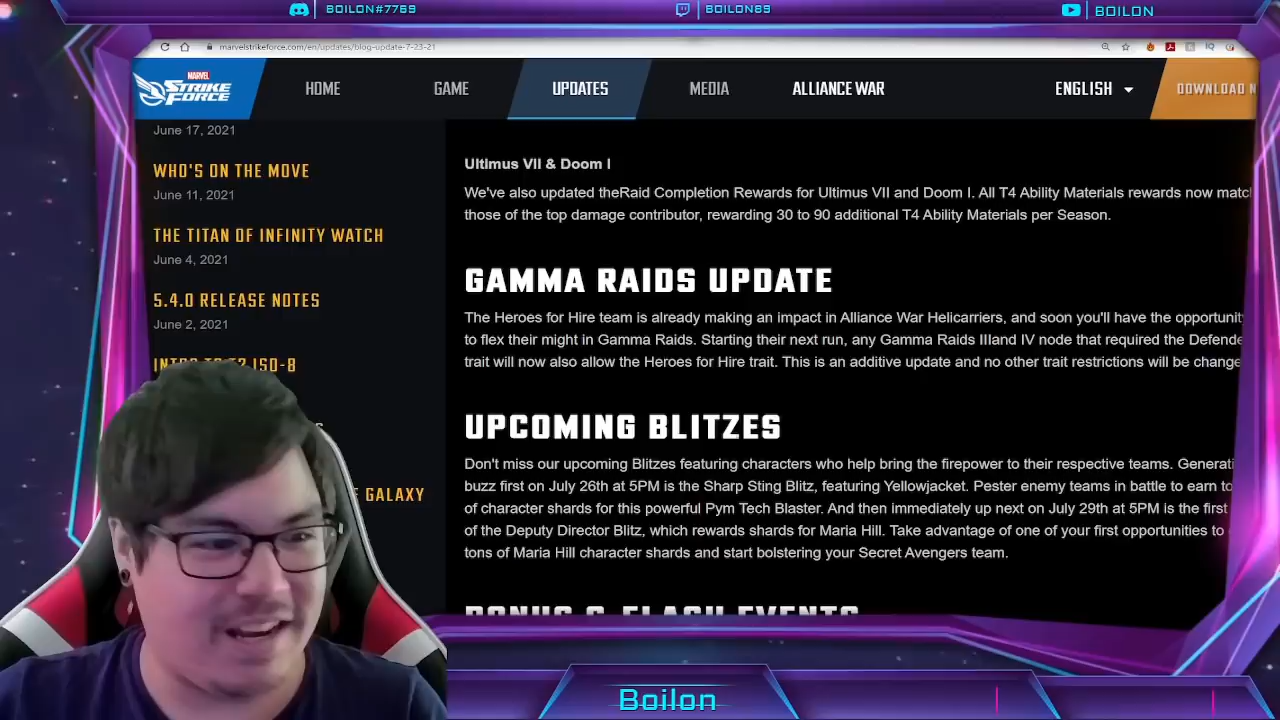 BOILON#7769
BOILON89
BOILON
marvelstrikeforce.com/en/updates/blog-update-7-23-21
MARVEL
STRIKE
FORCE
HOME
GAME
UPDATES
MEDIA
ALLIANCE WAR
ENGLISH
DOWNLOAD
June 17, 2021
WHO'S ON THE MOVE
June 11, 2021
THE TITAN OF INFINITY WATCH
June 4, 2021
5.4.0 RELEASE NOTES
June 2, 2021
ISO-8
GALAXY
Ultimus VII & Doom I
We've also updated theRaid Completion Rewards for Ultimus VII and Doom I. All T4 Ability Materials rewards now matc
those of the top damage contributor, rewarding 30 to 90 additional T4 Ability Materials per Season.
GAMMA RAIDS UPDATE
The Heroes for Hire team is already making an impact in Alliance War Helicarriers, and soon you'll have the opportunit
to flex their might in Gamma Raids. Starting their next run, any Gamma Raids IIIand IV node that required the Defende
trait will now also allow the Heroes for Hire trait. This is an additive update and no other trait restrictions will be change
UPCOMING BLITZES
Don't miss our upcoming Blitzes featuring characters who help bring the firepower to their respective teams. Generati
buzz first on July 26th at 5PM is the Sharp Sting Blitz, featuring Yellowjacket. Pester enemy teams in battle to earn to
of character shards for this powerful Pym Tech Blaster. And then immediately up next on July 29th at 5PM is the first
of the Deputy Director Blitz, which rewards shards for Maria Hill. Take advantage of one of your first opportunities to
tons of Maria Hill character shards and start bolstering your Secret Avengers team.
BONUS & FLASH EVENTS
Boilon